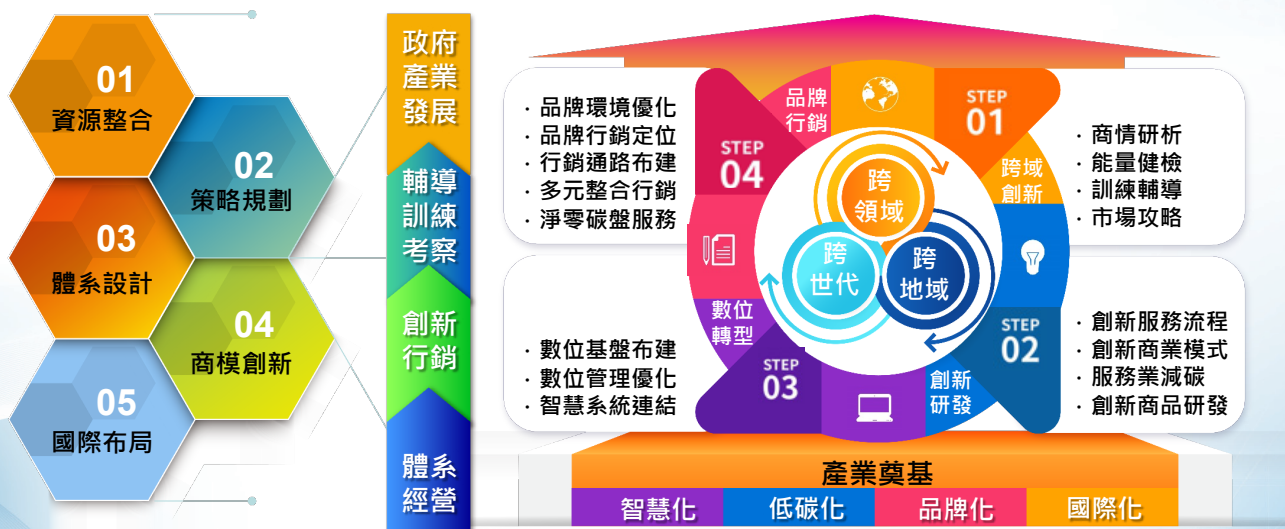 01
資源整合
02
策略規劃
03
體系設計
04
商模創新
05
國際布局
政府
產業
發展
輔導
訓練
考察
創新
行銷
體系
經營
· 品牌環境優化
· 品牌行銷定位
· 行銷通路布建
· 多元整合行銷
· 淨零碳盤服務
· 數位基盤布建
· 數位管理優化
· 智慧系統連結
STEP
01
跨域
創新
STEP
02
創新
研發
STEP
03
數位
轉型
STEP
04
品牌
行銷
跨
領域
跨
世代
跨
地域
· 商情研析
· 能量健檢
· 訓練輔導
· 市場攻略
· 創新服務流程
· 創新商業模式
· 服務業減碳
· 創新商品研發
產業奠基
智慧化
低碳化
品牌化
國際化